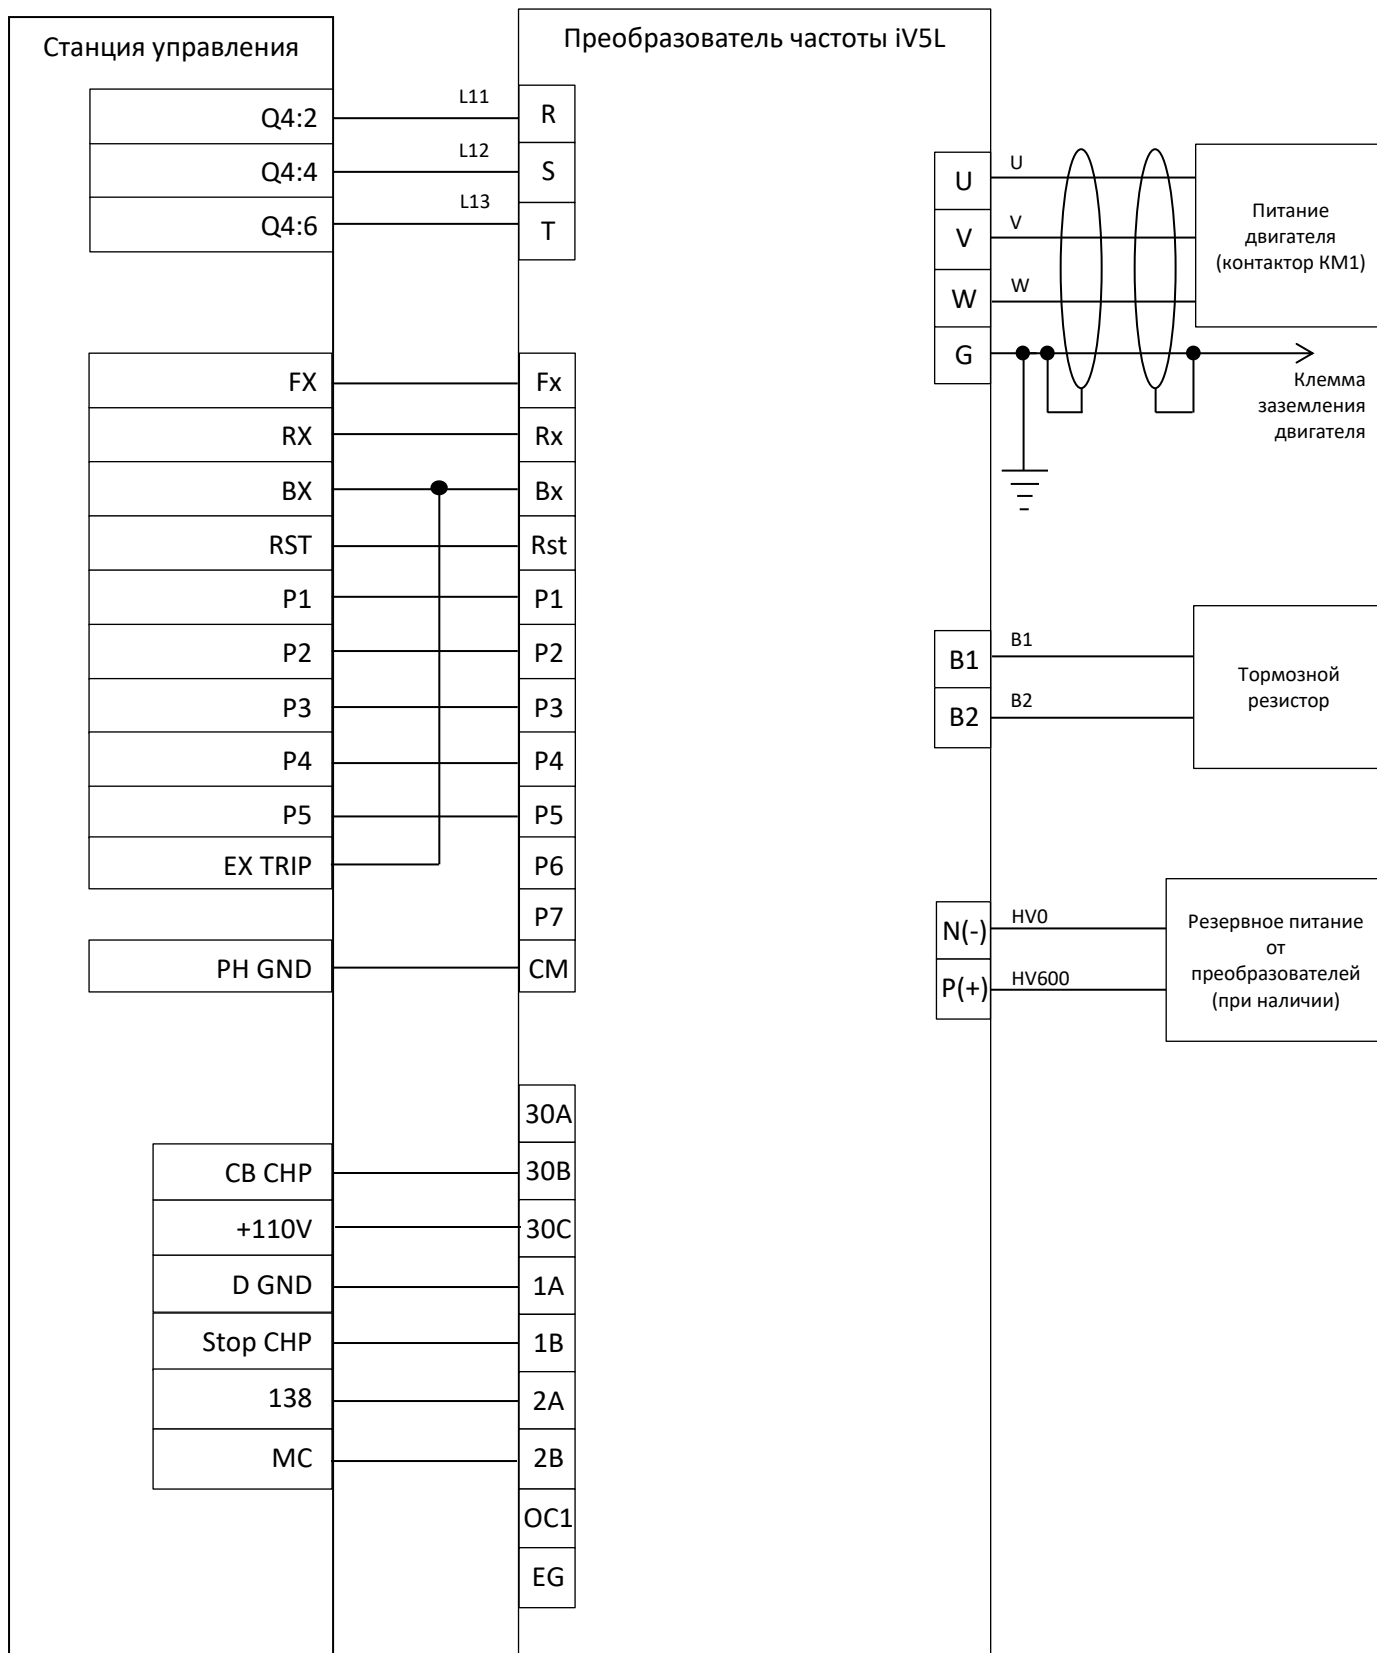 Станция управления
Преобразователь частоты iV5L
Q4:2
L11
R
Q4:4
L12
S
Q4:6
L13
T
U
U
V
V
W
W
G
Питание
двигателя
(контактор КМ1)
Клемма
заземления
двигателя
FX
Fx
RX
Rx
BX
Bx
RST
Rst
P1
P1
P2
P2
P3
P3
P4
P4
P5
P5
EX TRIP
P6
P7
PH GND
CM
B1
B1
B2
B2
Тормозной
резистор
N(-)
HV0
P(+)
HV600
Резервное питание
от
преобразователей
(при наличии)
30A
CB CHP
30B
+110V
30C
D GND
1A
Stop CHP
1B
138
2A
MC
2B
OC1
EG